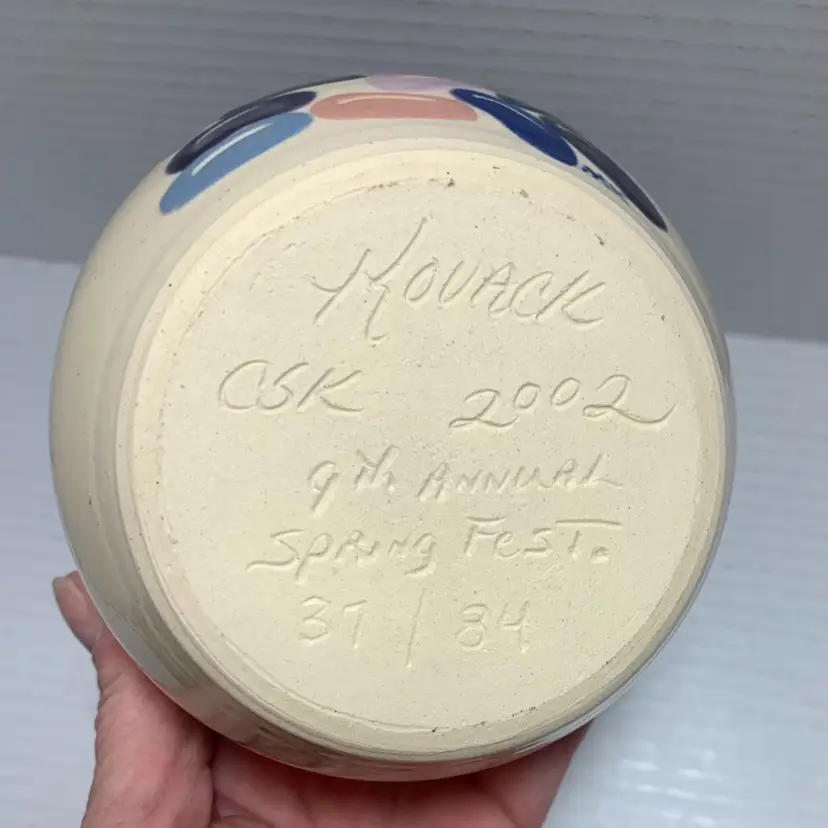 KOVACK
CSK 2002
9th ANNUAL
SPRING FEST.
37/84